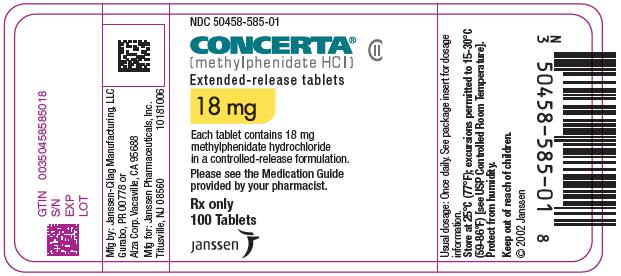 GTIN 00350458585018
S/N
EXP
LOT
Mfg by: Janssen-Cilag Manufacturing, LLC
Gurabo, PR 00778 or
Alza Corp. Vacaville, CA 95688
Mfg for: Janssen Pharmaceuticals, Inc.
Titusville, NJ 08560 10181006
NDC 50458-585-01
CONCERTA® CII
(methylphenidate HCl)
Extended-release tablets
18 mg
Each tablet contains 18 mg
methylphenidate hydrochloride
in a controlled-release formulation.
Please see the Medication Guide
provided by your pharmacist.
Rx only
100 Tablets
janssen
Usual dosage: Once daily. See package insert for dosage
information.
Store at 25°C (77°F); excursions permitted to 15-30°C
(59-86°F) [see USP Controlled Room Temperature].
Protect from humidity.
Keep out of reach of children.
© 2002 Janssen
N 3 50458-585-01 8